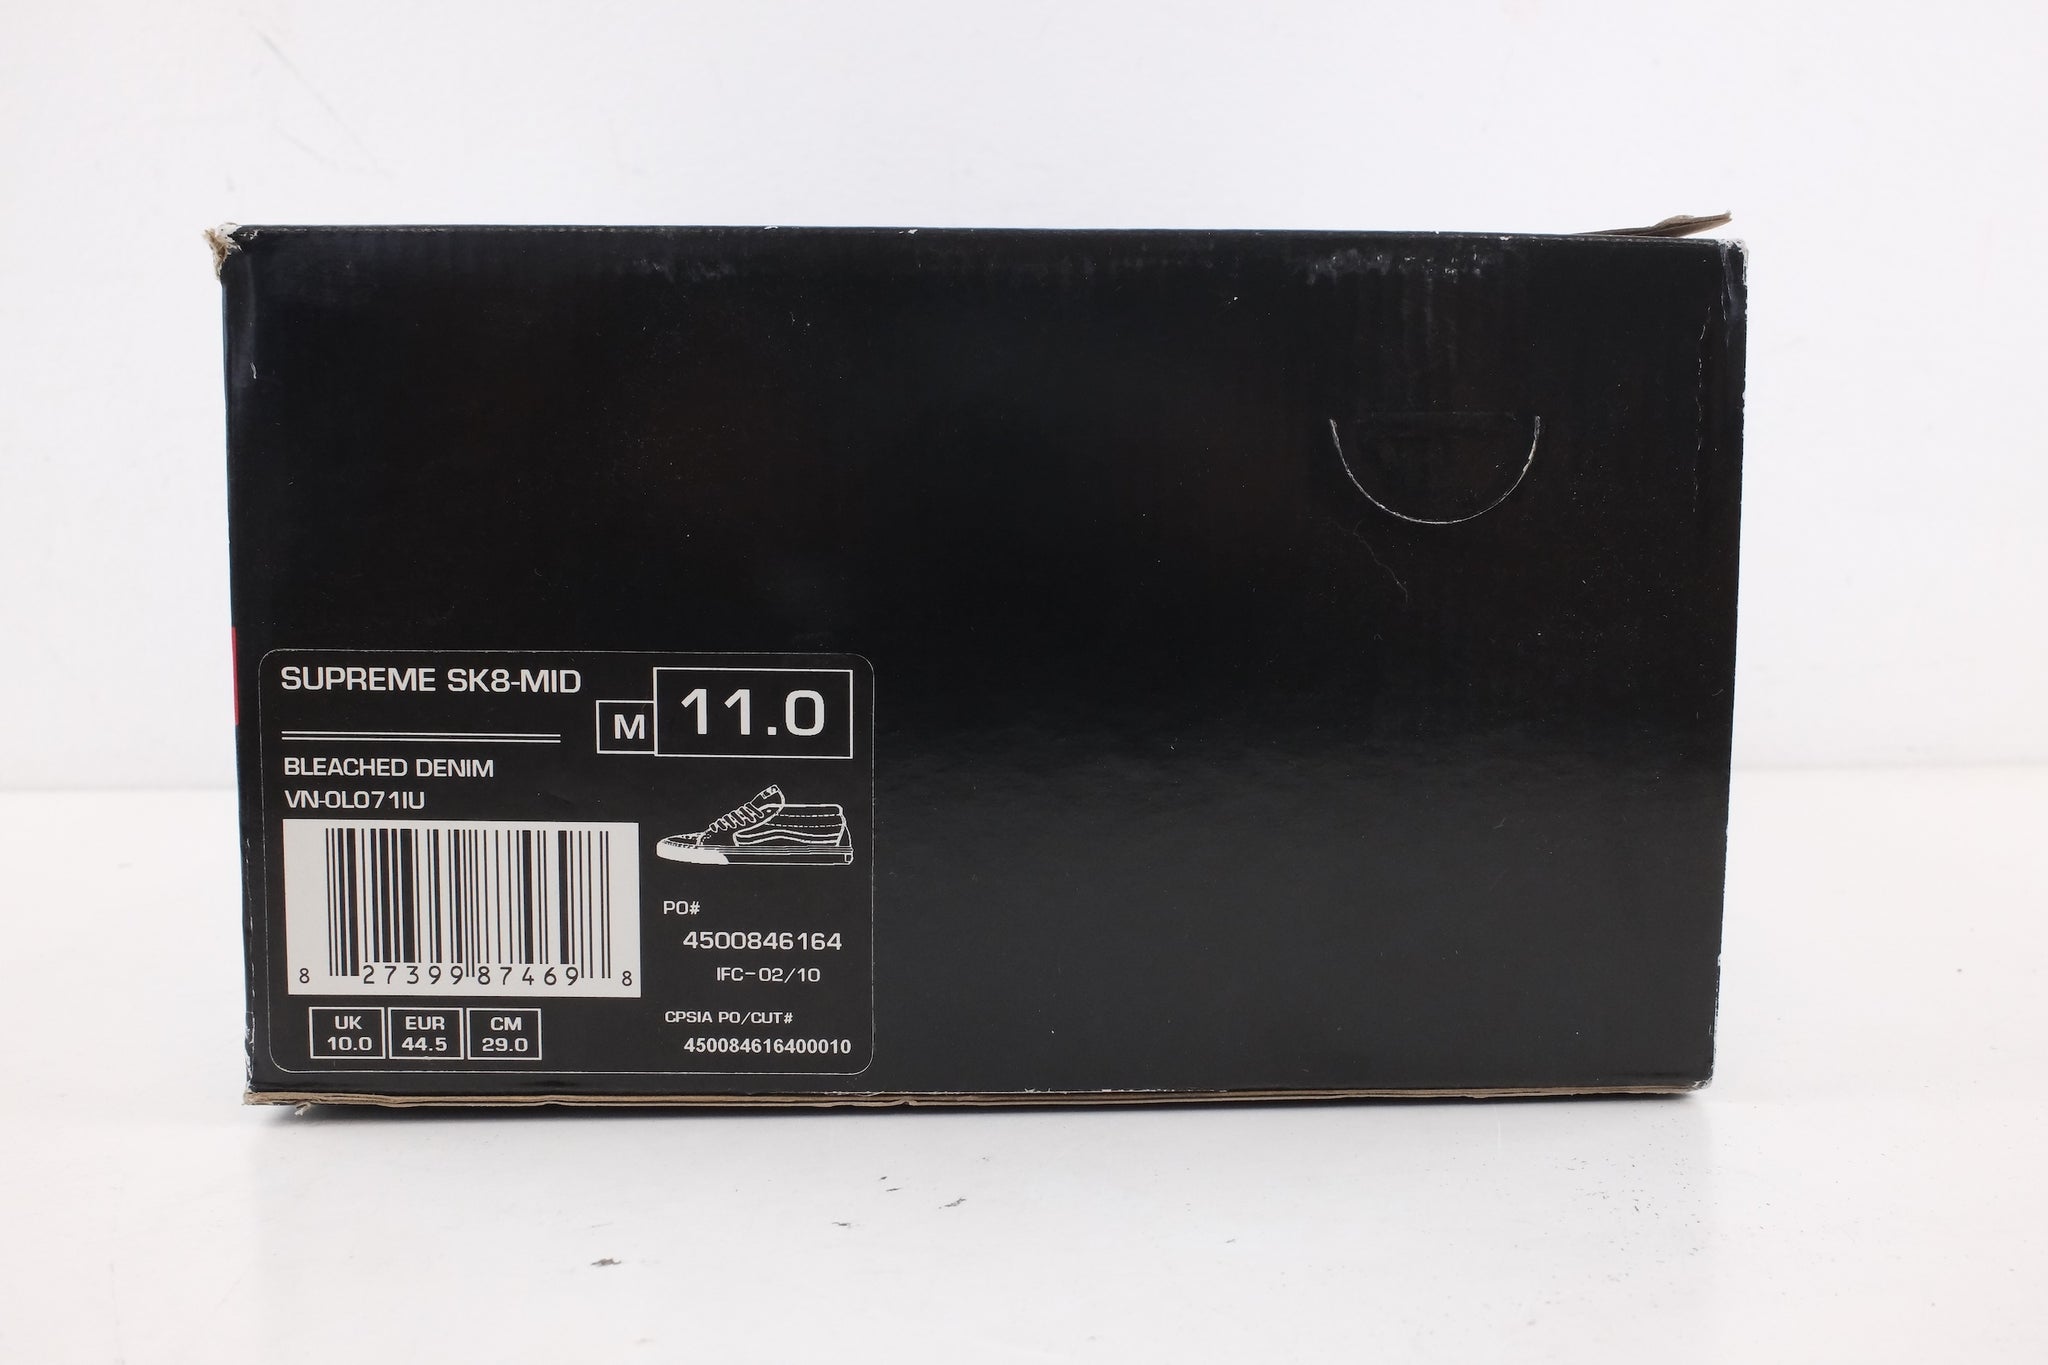 SUPREME SK8-MID
M 11.0
BLEACHED DENIM
VN-0L071IU
8 27399 87469 8
PO#
4500846164
IFC-02/10
CPSIA PO/CUT#
450084616400010
UK EUR CM
10.0 44.5 29.0